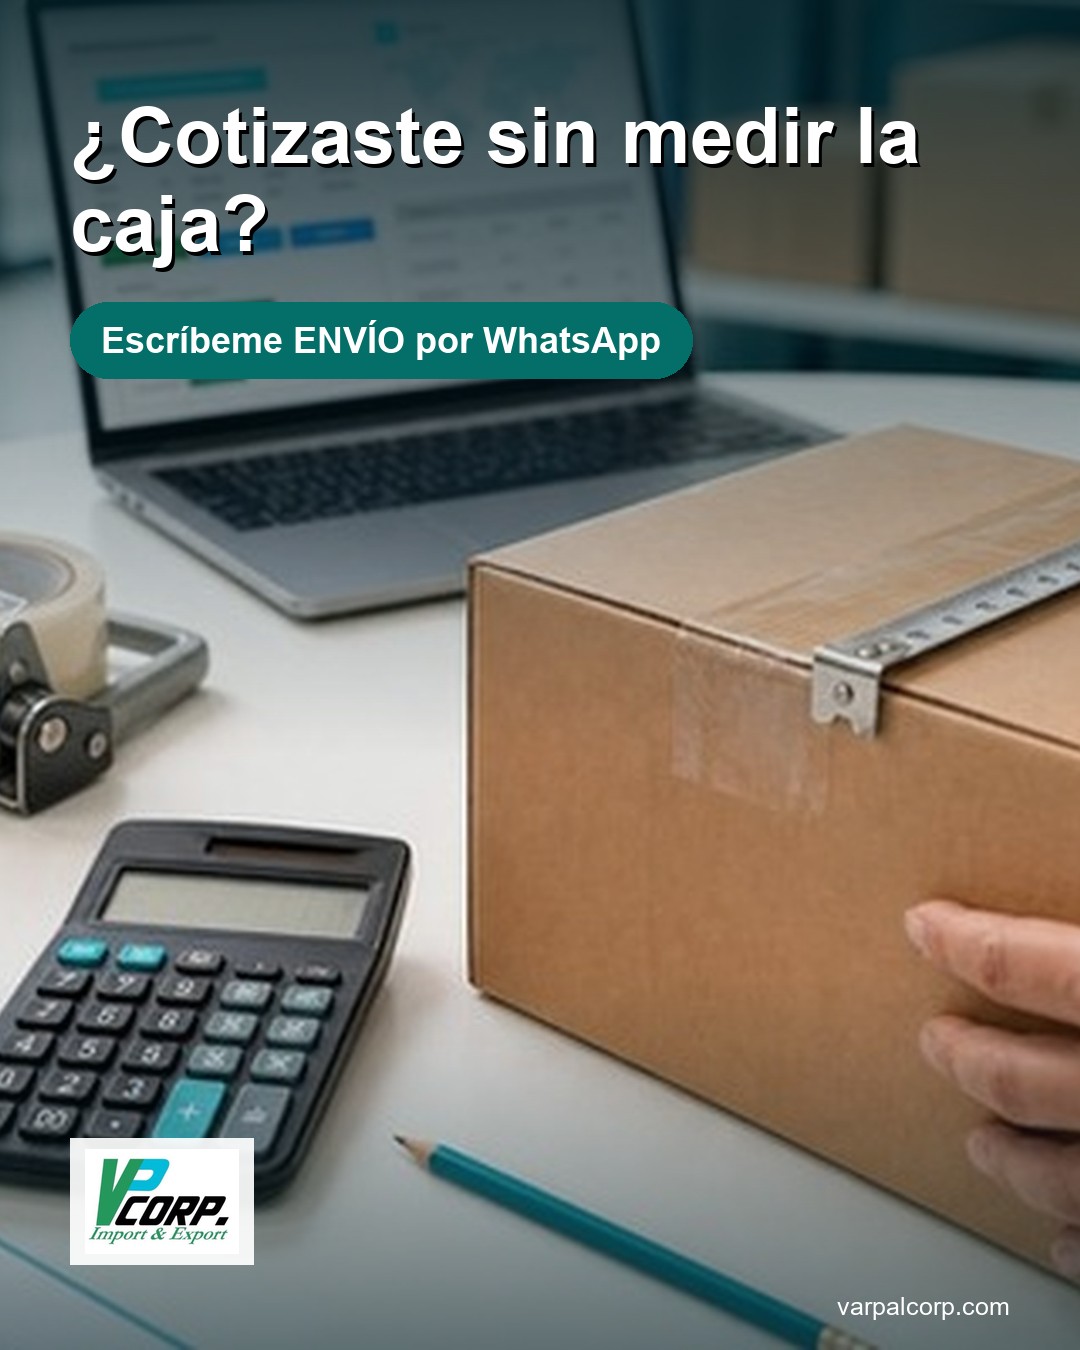 ¿Cotizaste sin medir la
caja?
Escríbeme ENVÍO por WhatsApp
VP
CORP.
Import & Export
varpalcorp.com